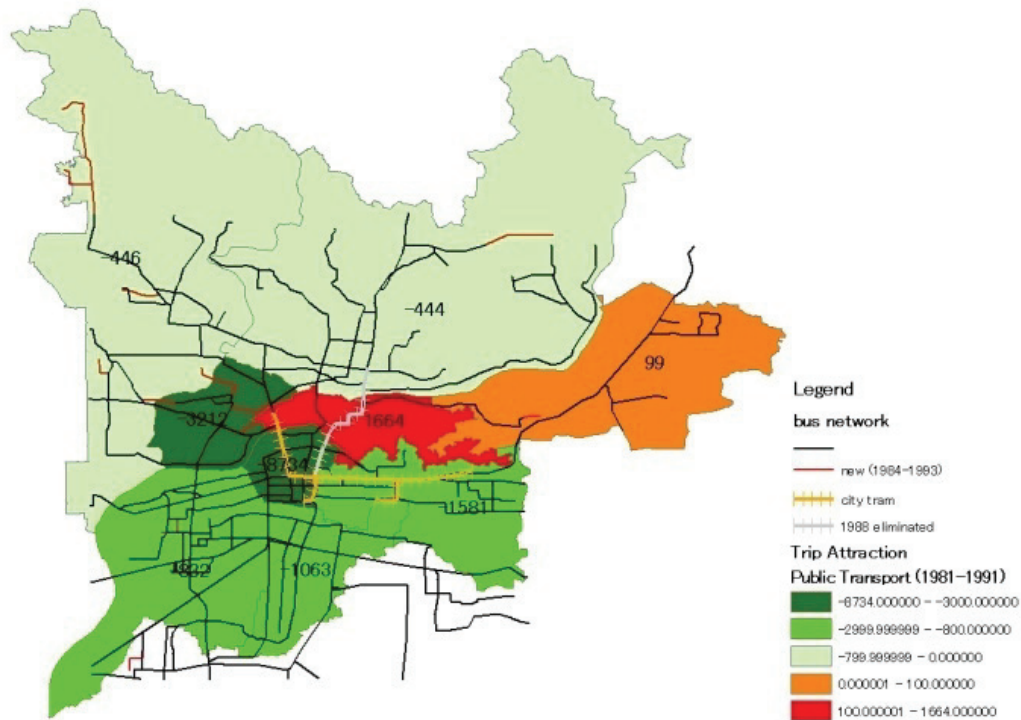 -446
-444
99
-3212
1664
-1581
-1063
Legend
bus network
new (1984-1993)
city tram
1988 eliminated
Trip Attraction
Public Transport (1981-1991)
-6734.000000 - -3000.000000
-2999.999999 - -800.000000
-799.999999 - 0.000000
0.000001 - 100.000000
100.000001 - 1664.000000